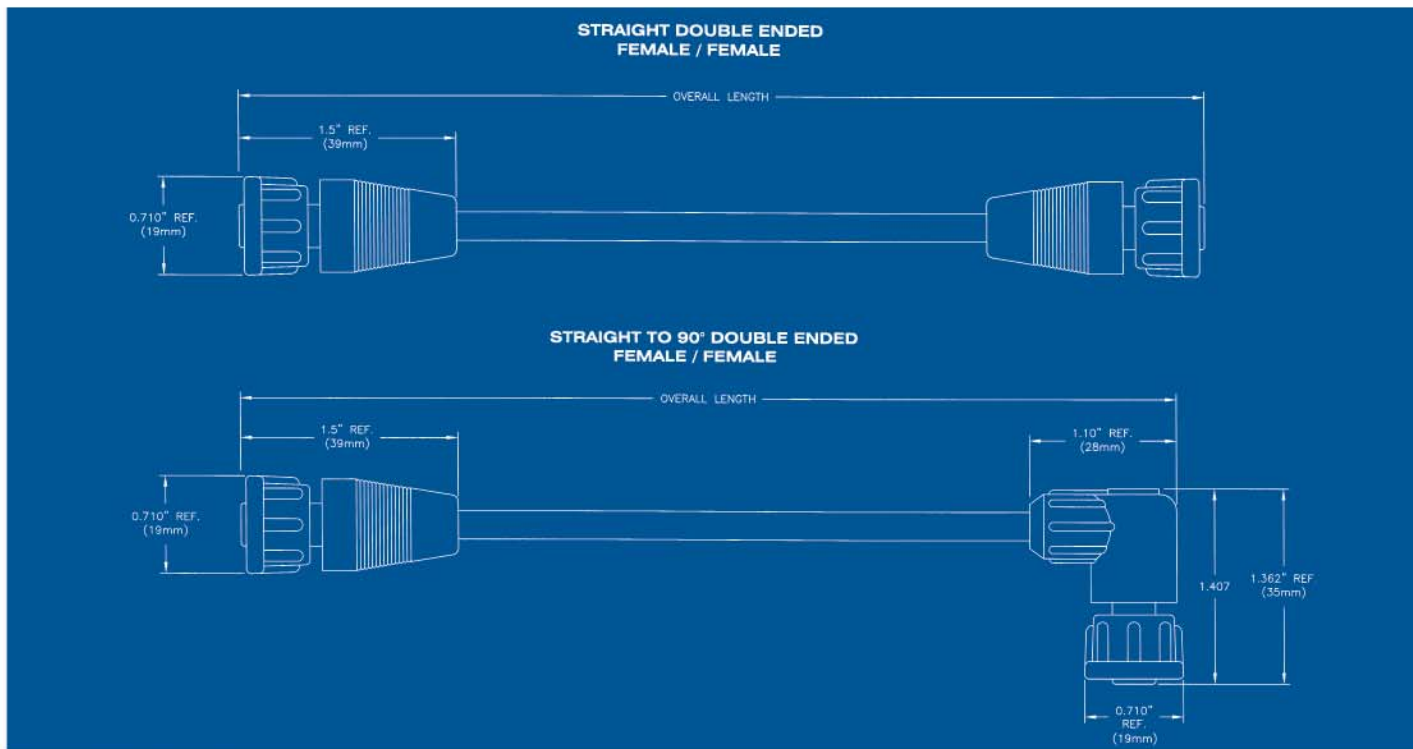 STRAIGHT DOUBLE ENDED
FEMALE / FEMALE
OVERALL LENGTH
1.5" REF.
(39mm)
0.710" REF.
(19mm)
STRAIGHT TO 90° DOUBLE ENDED
FEMALE / FEMALE
OVERALL LENGTH
1.5" REF.
(39mm)
1.10" REF.
(28mm)
0.710" REF.
(19mm)
1.407
1.362" REF
(35mm)
0.710"
REF.
(19mm)